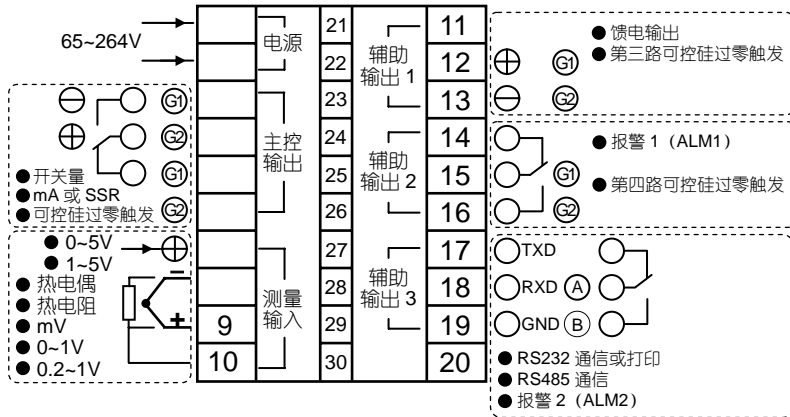 65~264V
⊖ G1
⊕ G2
G1
G2
● 开关量
● mA 或 SSR
● 可控硅过零触发
● 0~5V
● 1~5V
● 热电偶
● 热电阻
● mV
● 0~1V
● 0.2~1V
⊕
−
+
9
10
电源
主控
输出
测量
输入
21
22
23
24
25
26
27
28
29
30
辅助
输出 1
辅助
输出 2
辅助
输出 3
11
12
13
14
15
16
17
18
19
20
● 馈电输出
● 第三路可控硅过零触发
⊕ G1
⊖ G2
● 报警 1（ALM1）
G1
● 第四路可控硅过零触发
G2
TXD
RXD A
GND B
● RS232 通信或打印
● RS485 通信
● 报警 2（ALM2）